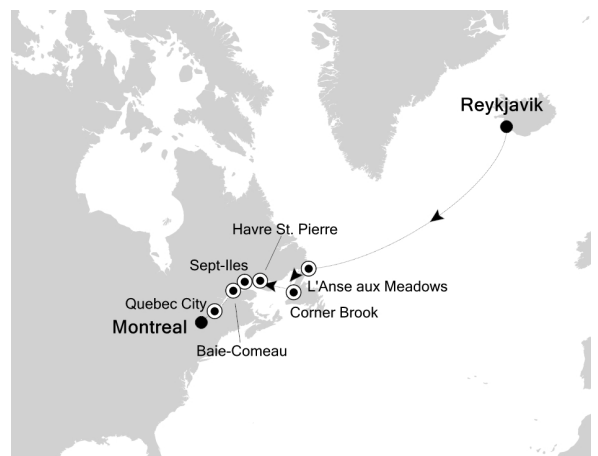 Reykjavik
Havre St. Pierre
Sept-Iles
L'Anse aux Meadows
Quebec City
Corner Brook
Montreal
Baie-Comeau